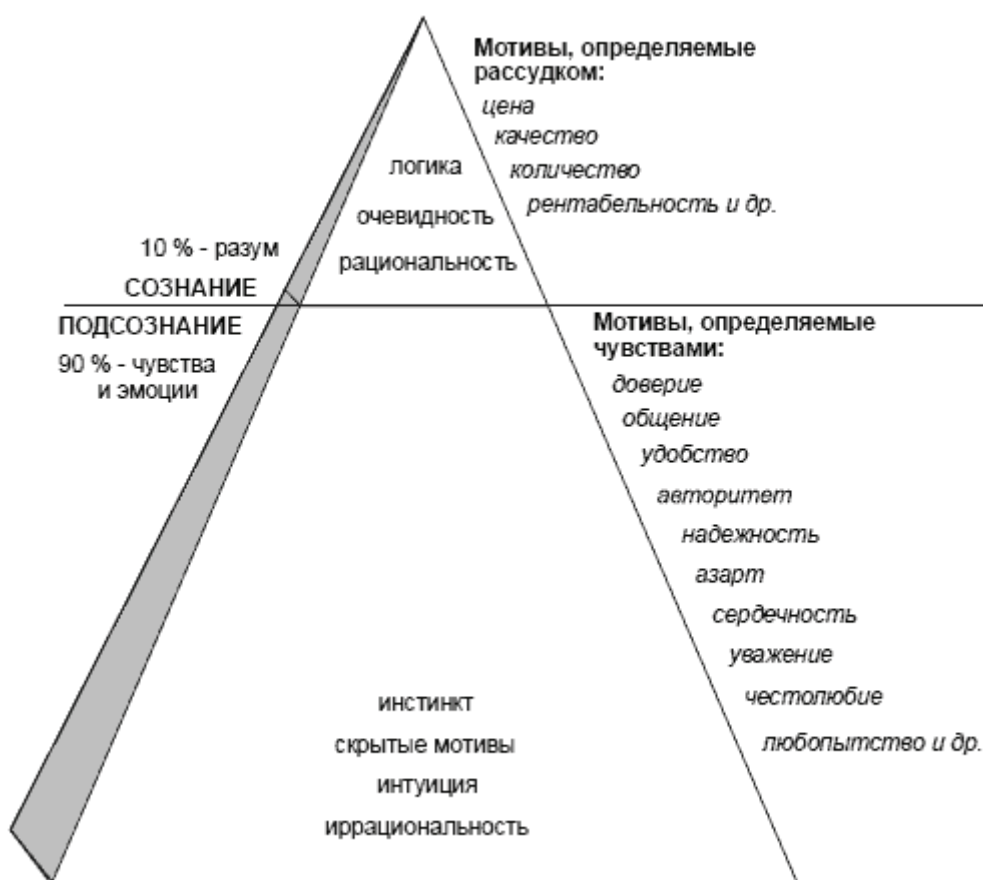 Мотивы, определяемые
рассудком:
цена
качество
количество
рентабельность и др.
логика
очевидность
рациональность
10 % - разум
СОЗНАНИЕ
ПОДСОЗНАНИЕ
90 % - чувства
и эмоции
Мотивы, определяемые
чувствами:
доверие
общение
удобство
авторитет
надежность
азарт
сердечность
уважение
честолюбие
любопытство и др.
инстинкт
скрытые мотивы
интуиция
иррациональность